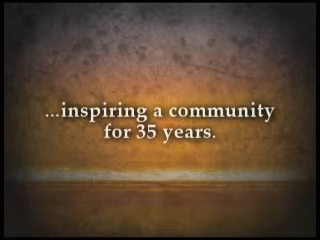 ...inspiring a community
for 35 years.